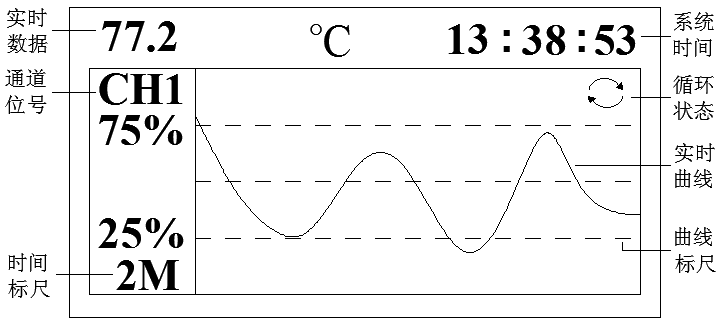 实时
数据
77.2
℃
13:38:53
系统
时间
通道
位号
CH1
循环
状态
75%
实时
曲线
25%
曲线
标尺
时间
标尺
2M